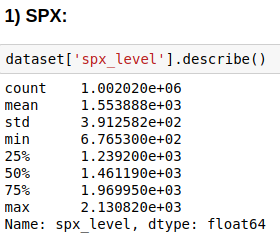 1) SPX:
dataset['spx_level'].describe()
count    1.002020e+06
mean     1.553888e+03
std      3.912582e+02
min      6.765300e+02
25%      1.239200e+03
50%      1.461190e+03
75%      1.969950e+03
max      2.130820e+03
Name: spx_level, dtype: float64